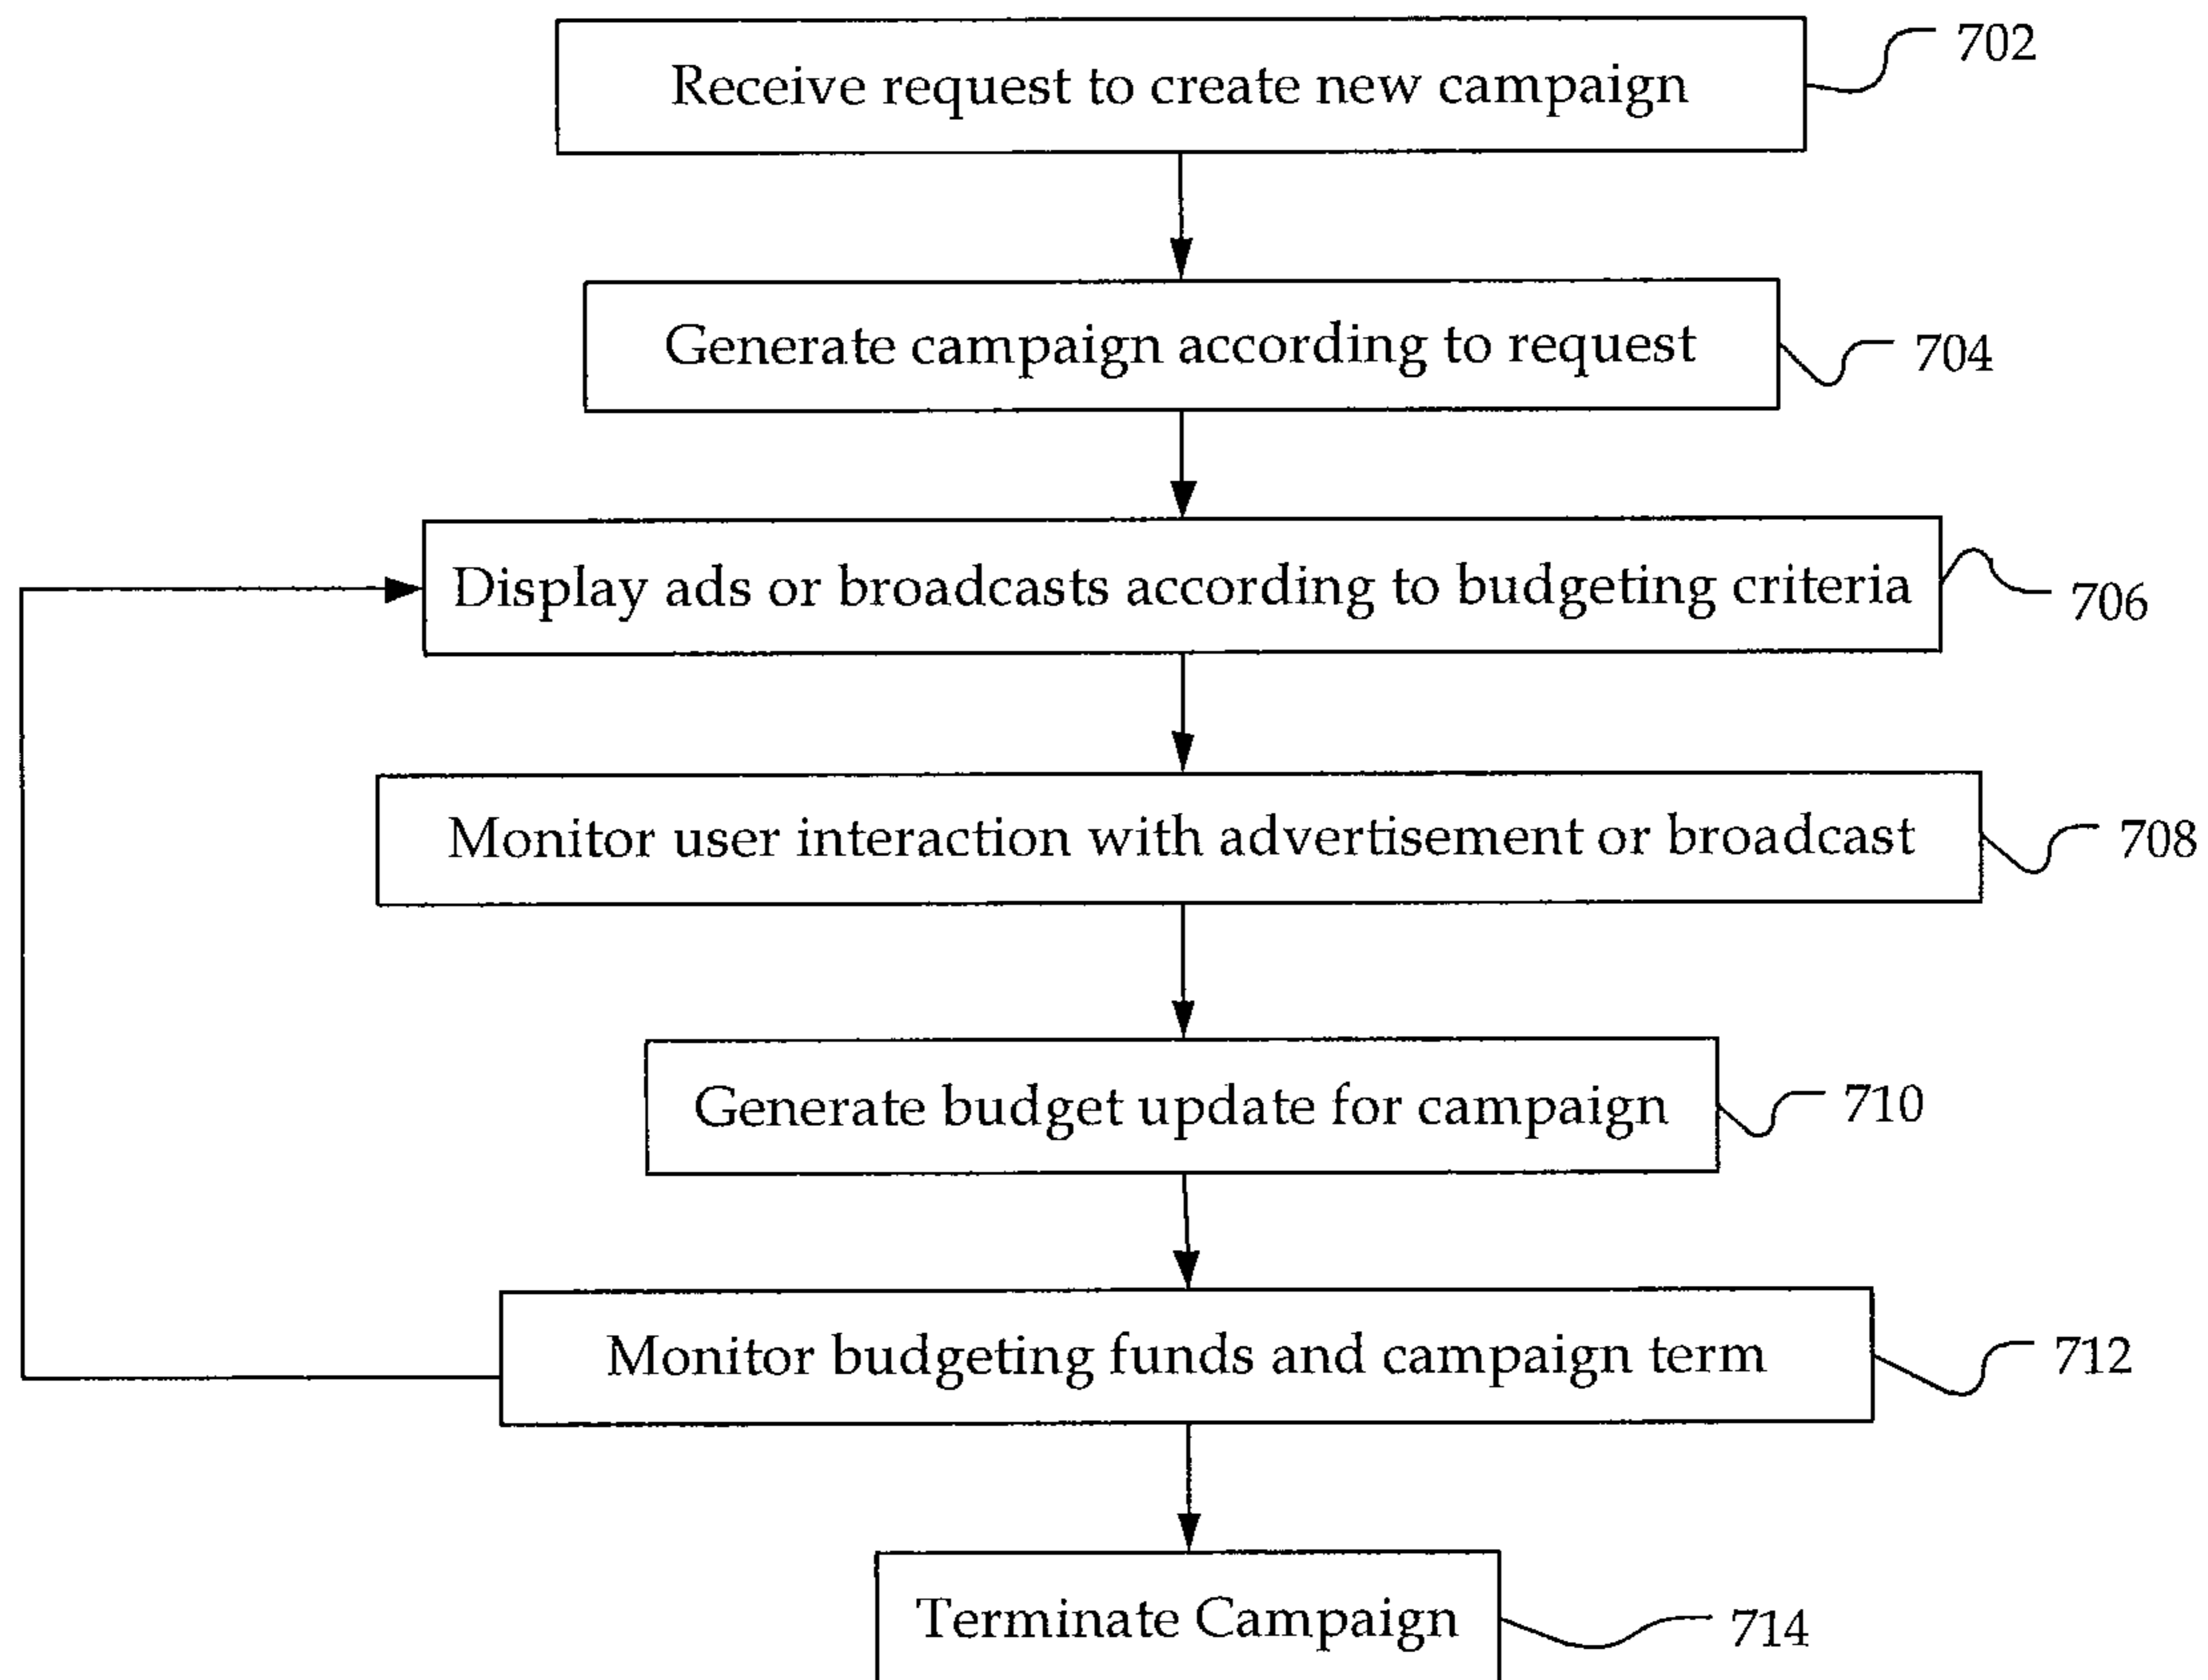 Receive request to create new campaign
702
Generate campaign according to request
704
Display ads or broadcasts according to budgeting criteria
706
Monitor user interaction with advertisement or broadcast
708
Generate budget update for campaign
710
Monitor budgeting funds and campaign term
712
Terminate Campaign
714